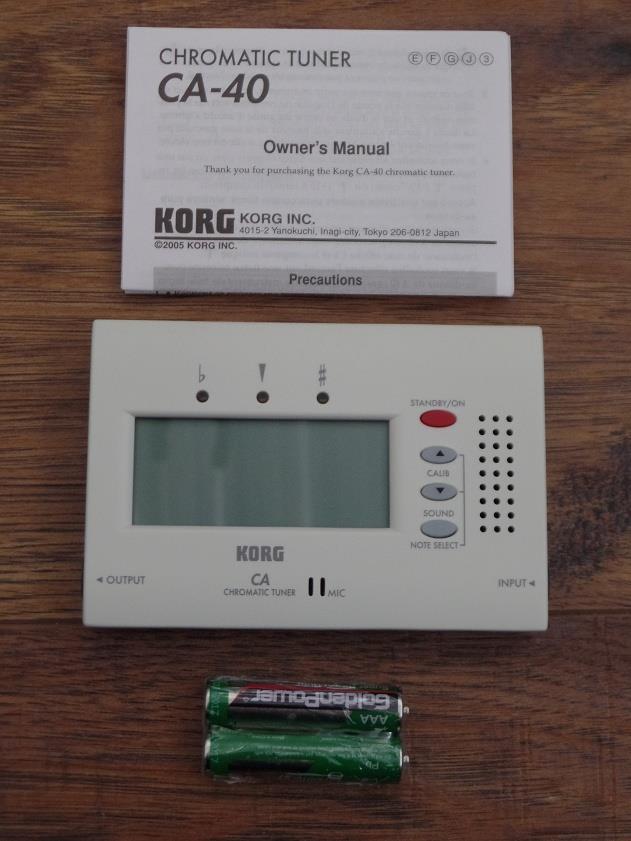 CHROMATIC TUNER
CA-40
E F G J 3
Owner's Manual
Thank you for purchasing the Korg CA-40 chromatic tuner.
KORG KORG INC.
4015-2 Yanokuchi, Inagi-city, Tokyo 206-0812 Japan
©2005 KORG INC.
Precautions
♭ ▼ ♯
STANDBY/ON
▲
CALIB
▼
SOUND
NOTE SELECT
KORG
◄ OUTPUT
CA
CHROMATIC TUNER
MIC
INPUT ◄
GoldenPower
AAA
Pb